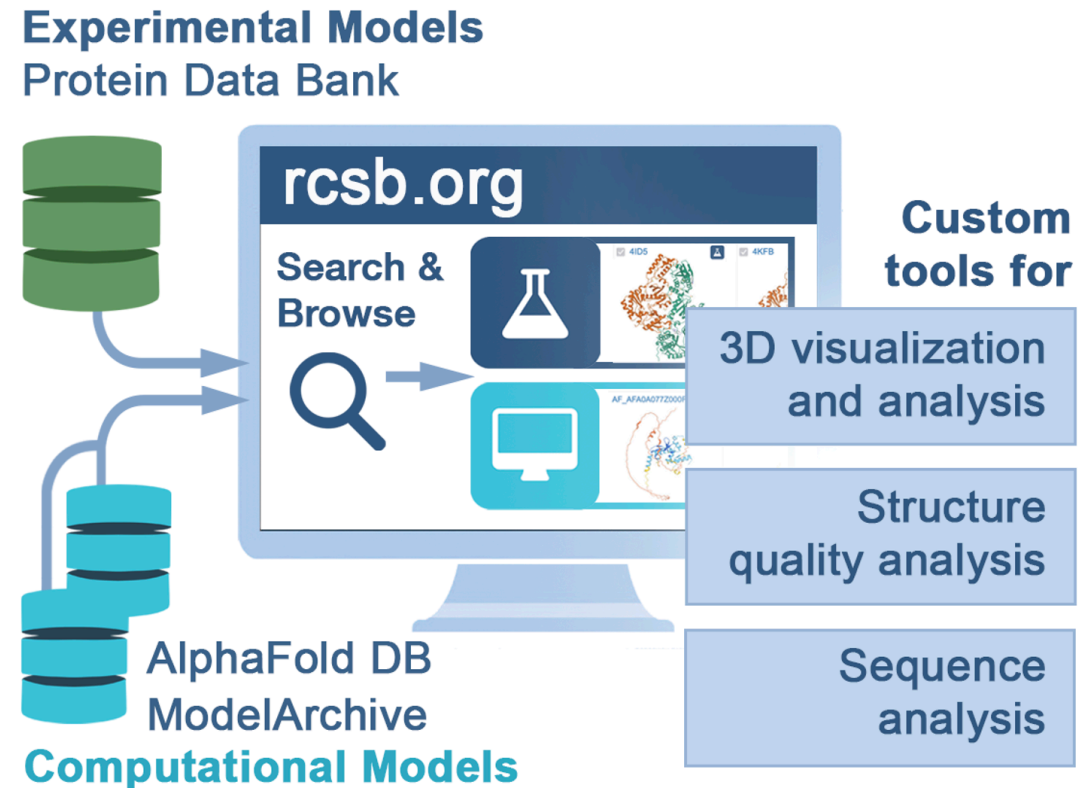 Experimental Models
Protein Data Bank
rcsb.org
Search &
Browse
4ID5
4KFB
Custom
tools for
3D visualization
and analysis
Structure
quality analysis
Sequence
analysis
AlphaFold DB
ModelArchive
Computational Models